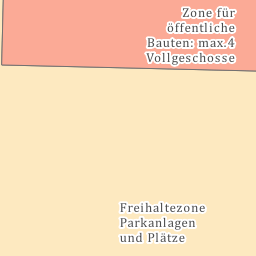 Zone für
öffentliche
Bauten: max.4
Vollgeschosse
Freihaltezone
Parkanlagen
und Plätze